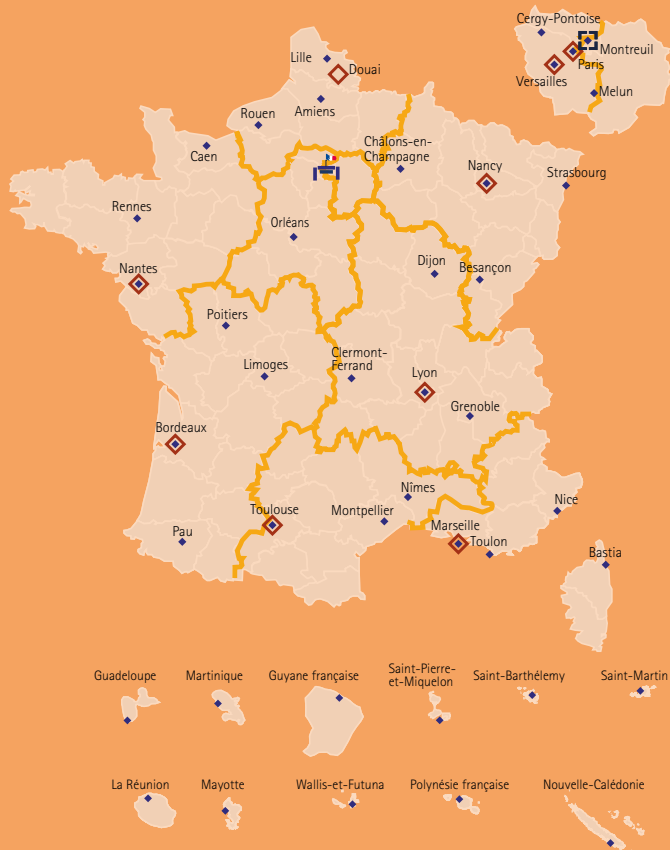 Cergy-Pontoise
Montreuil
Paris
Versailles
Melun
Lille
Douai
Amiens
Rouen
Caen
Châlons-en-
Champagne
Nancy
Strasbourg
Rennes
Orléans
Nantes
Dijon
Besançon
Poitiers
Limoges
Clermont-
Ferrand
Lyon
Grenoble
Bordeaux
Nîmes
Toulouse
Montpellier
Nice
Marseille
Toulon
Pau
Bastia
Guadeloupe
Martinique
Guyane française
Saint-Pierre-
et-Miquelon
Saint-Barthélemy
Saint-Martin
La Réunion
Mayotte
Wallis-et-Futuna
Polynésie française
Nouvelle-Calédonie